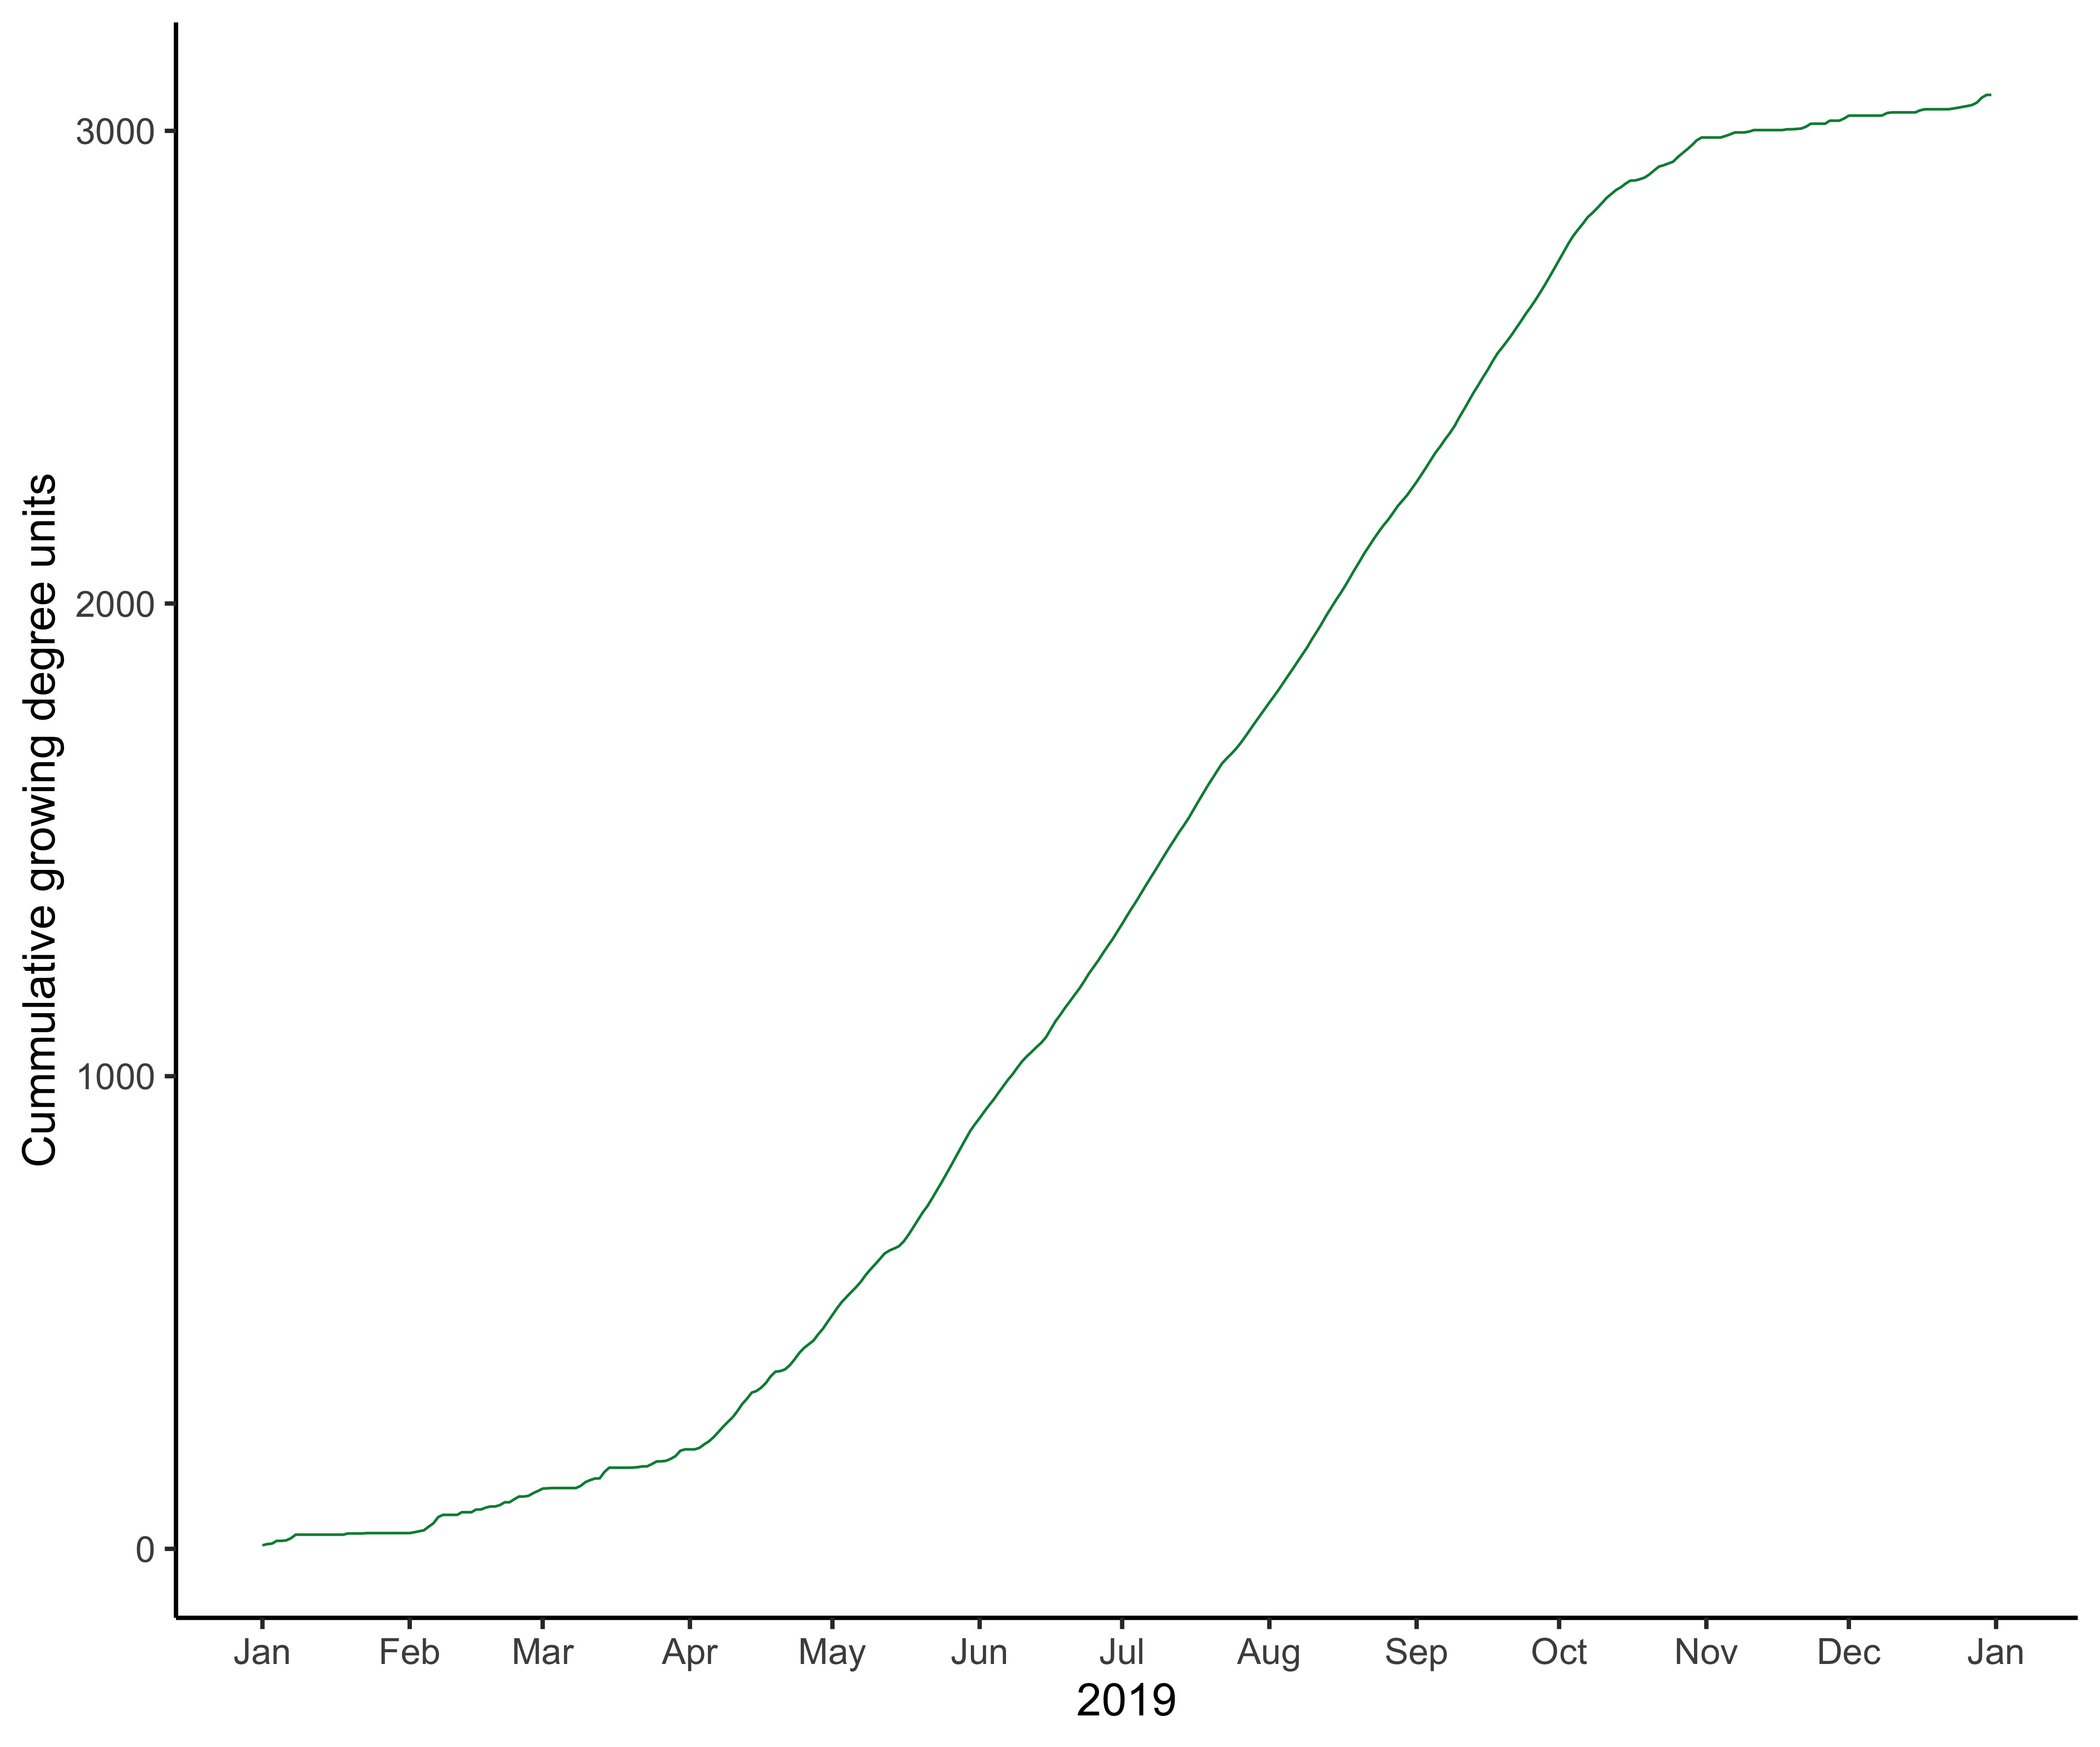 Cummulative growing degree units
3000
2000
1000
0
Jan Feb Mar Apr May Jun Jul Aug Sep Oct Nov Dec Jan
2019